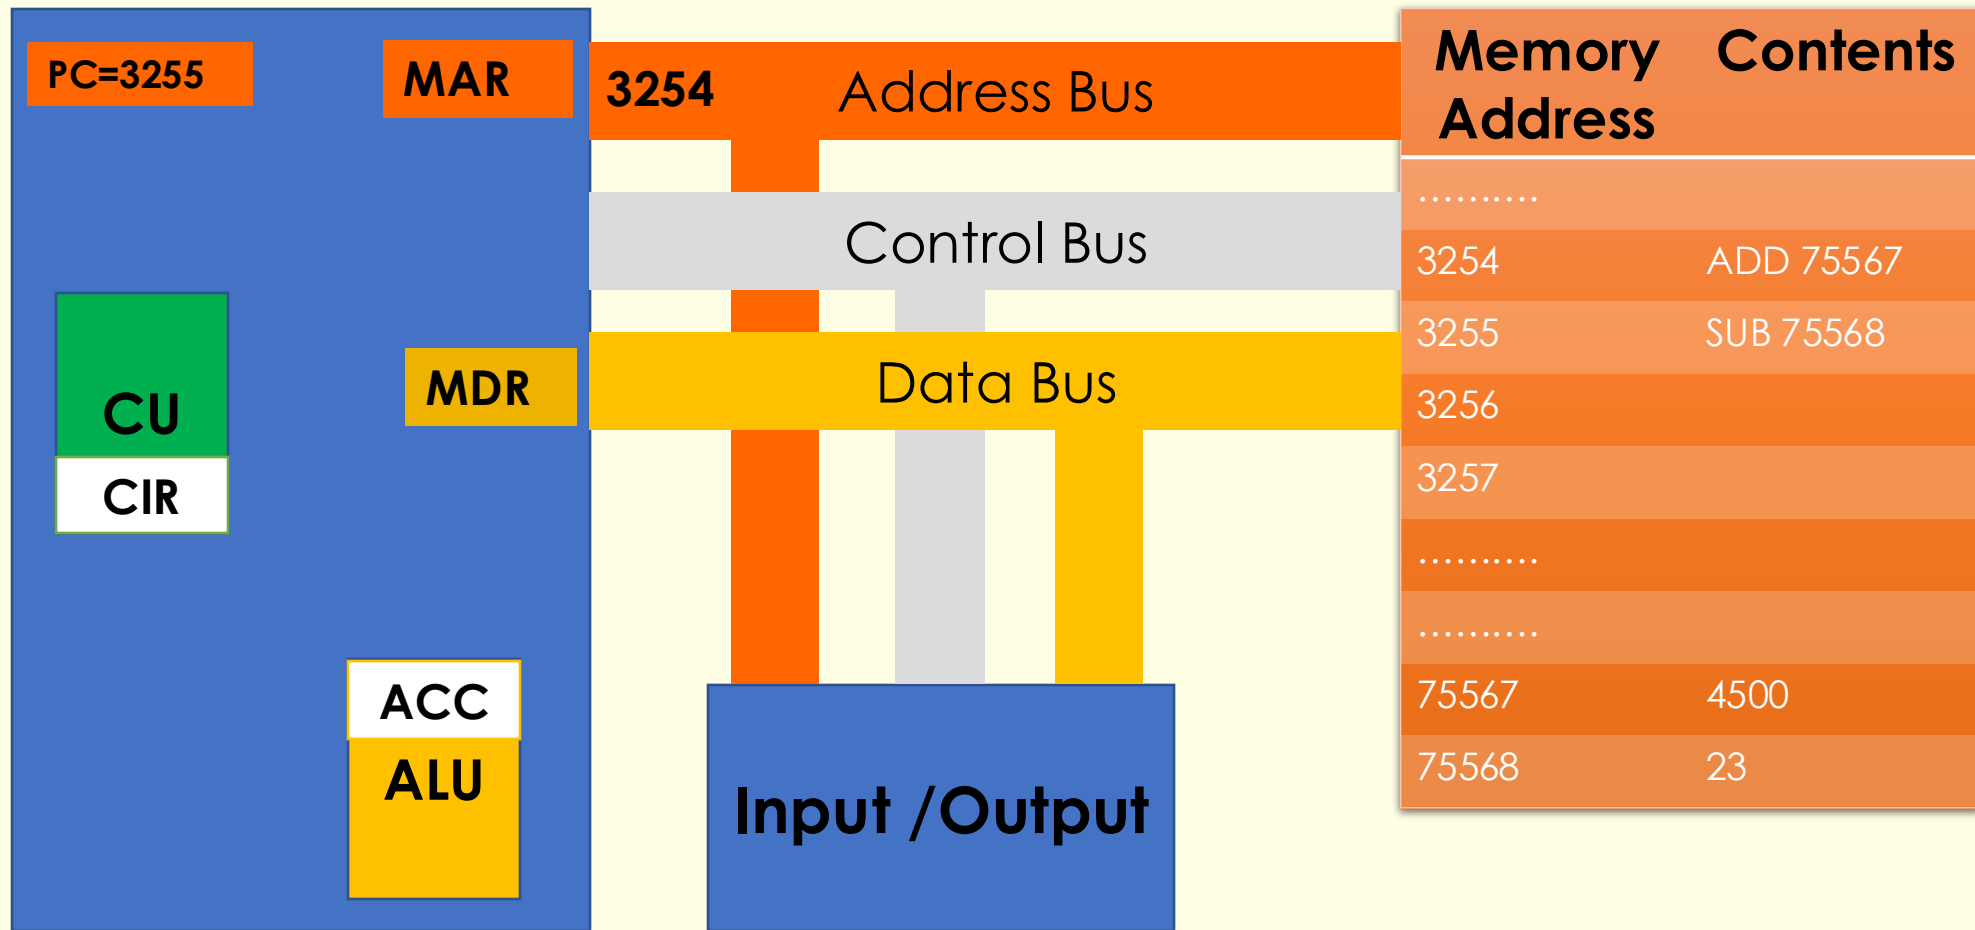 PC=3255
MAR
3254
Address Bus
Control Bus
CU
CIR
MDR
Data Bus
ACC
ALU
Input /Output
Memory Contents
Address
..........
3254 ADD 75567
3255 SUB 75568
3256
3257
..........
..........
75567 4500
75568 23